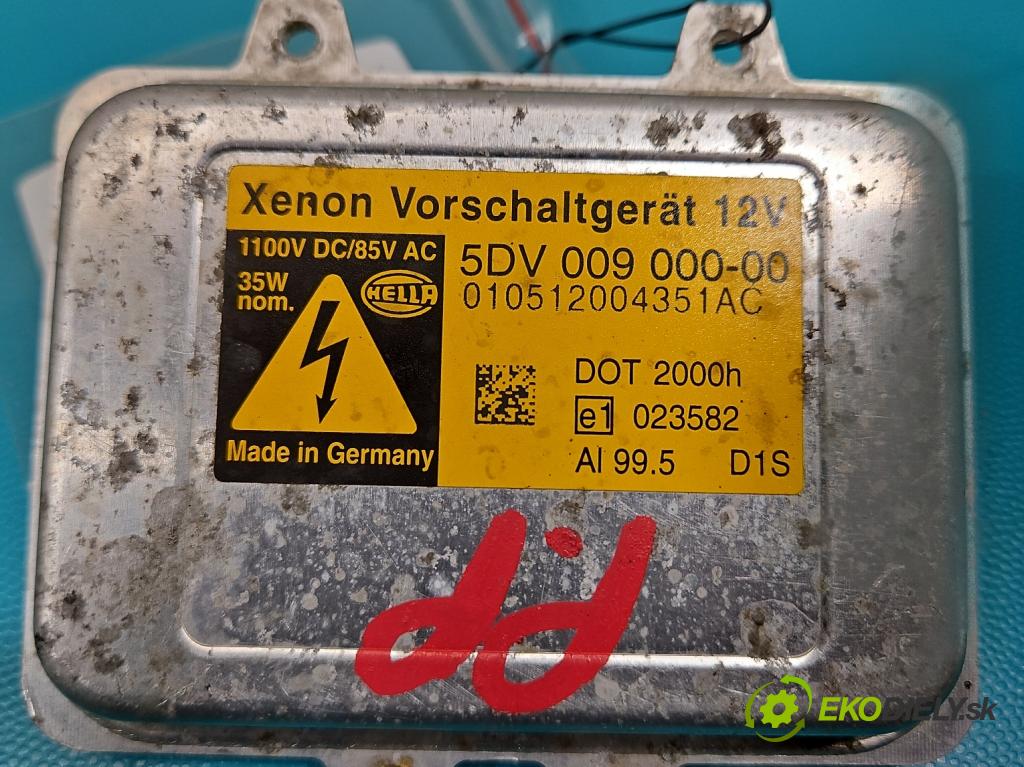 Xenon Vorschaltgerät 12V
1100V DC/85V AC
35W
nom.
HELLA
Made in Germany
5DV 009 000-00
010512004351AC
DOT 2000h
e1 023582
Al 99.5 D1S
EKODIELY.sk